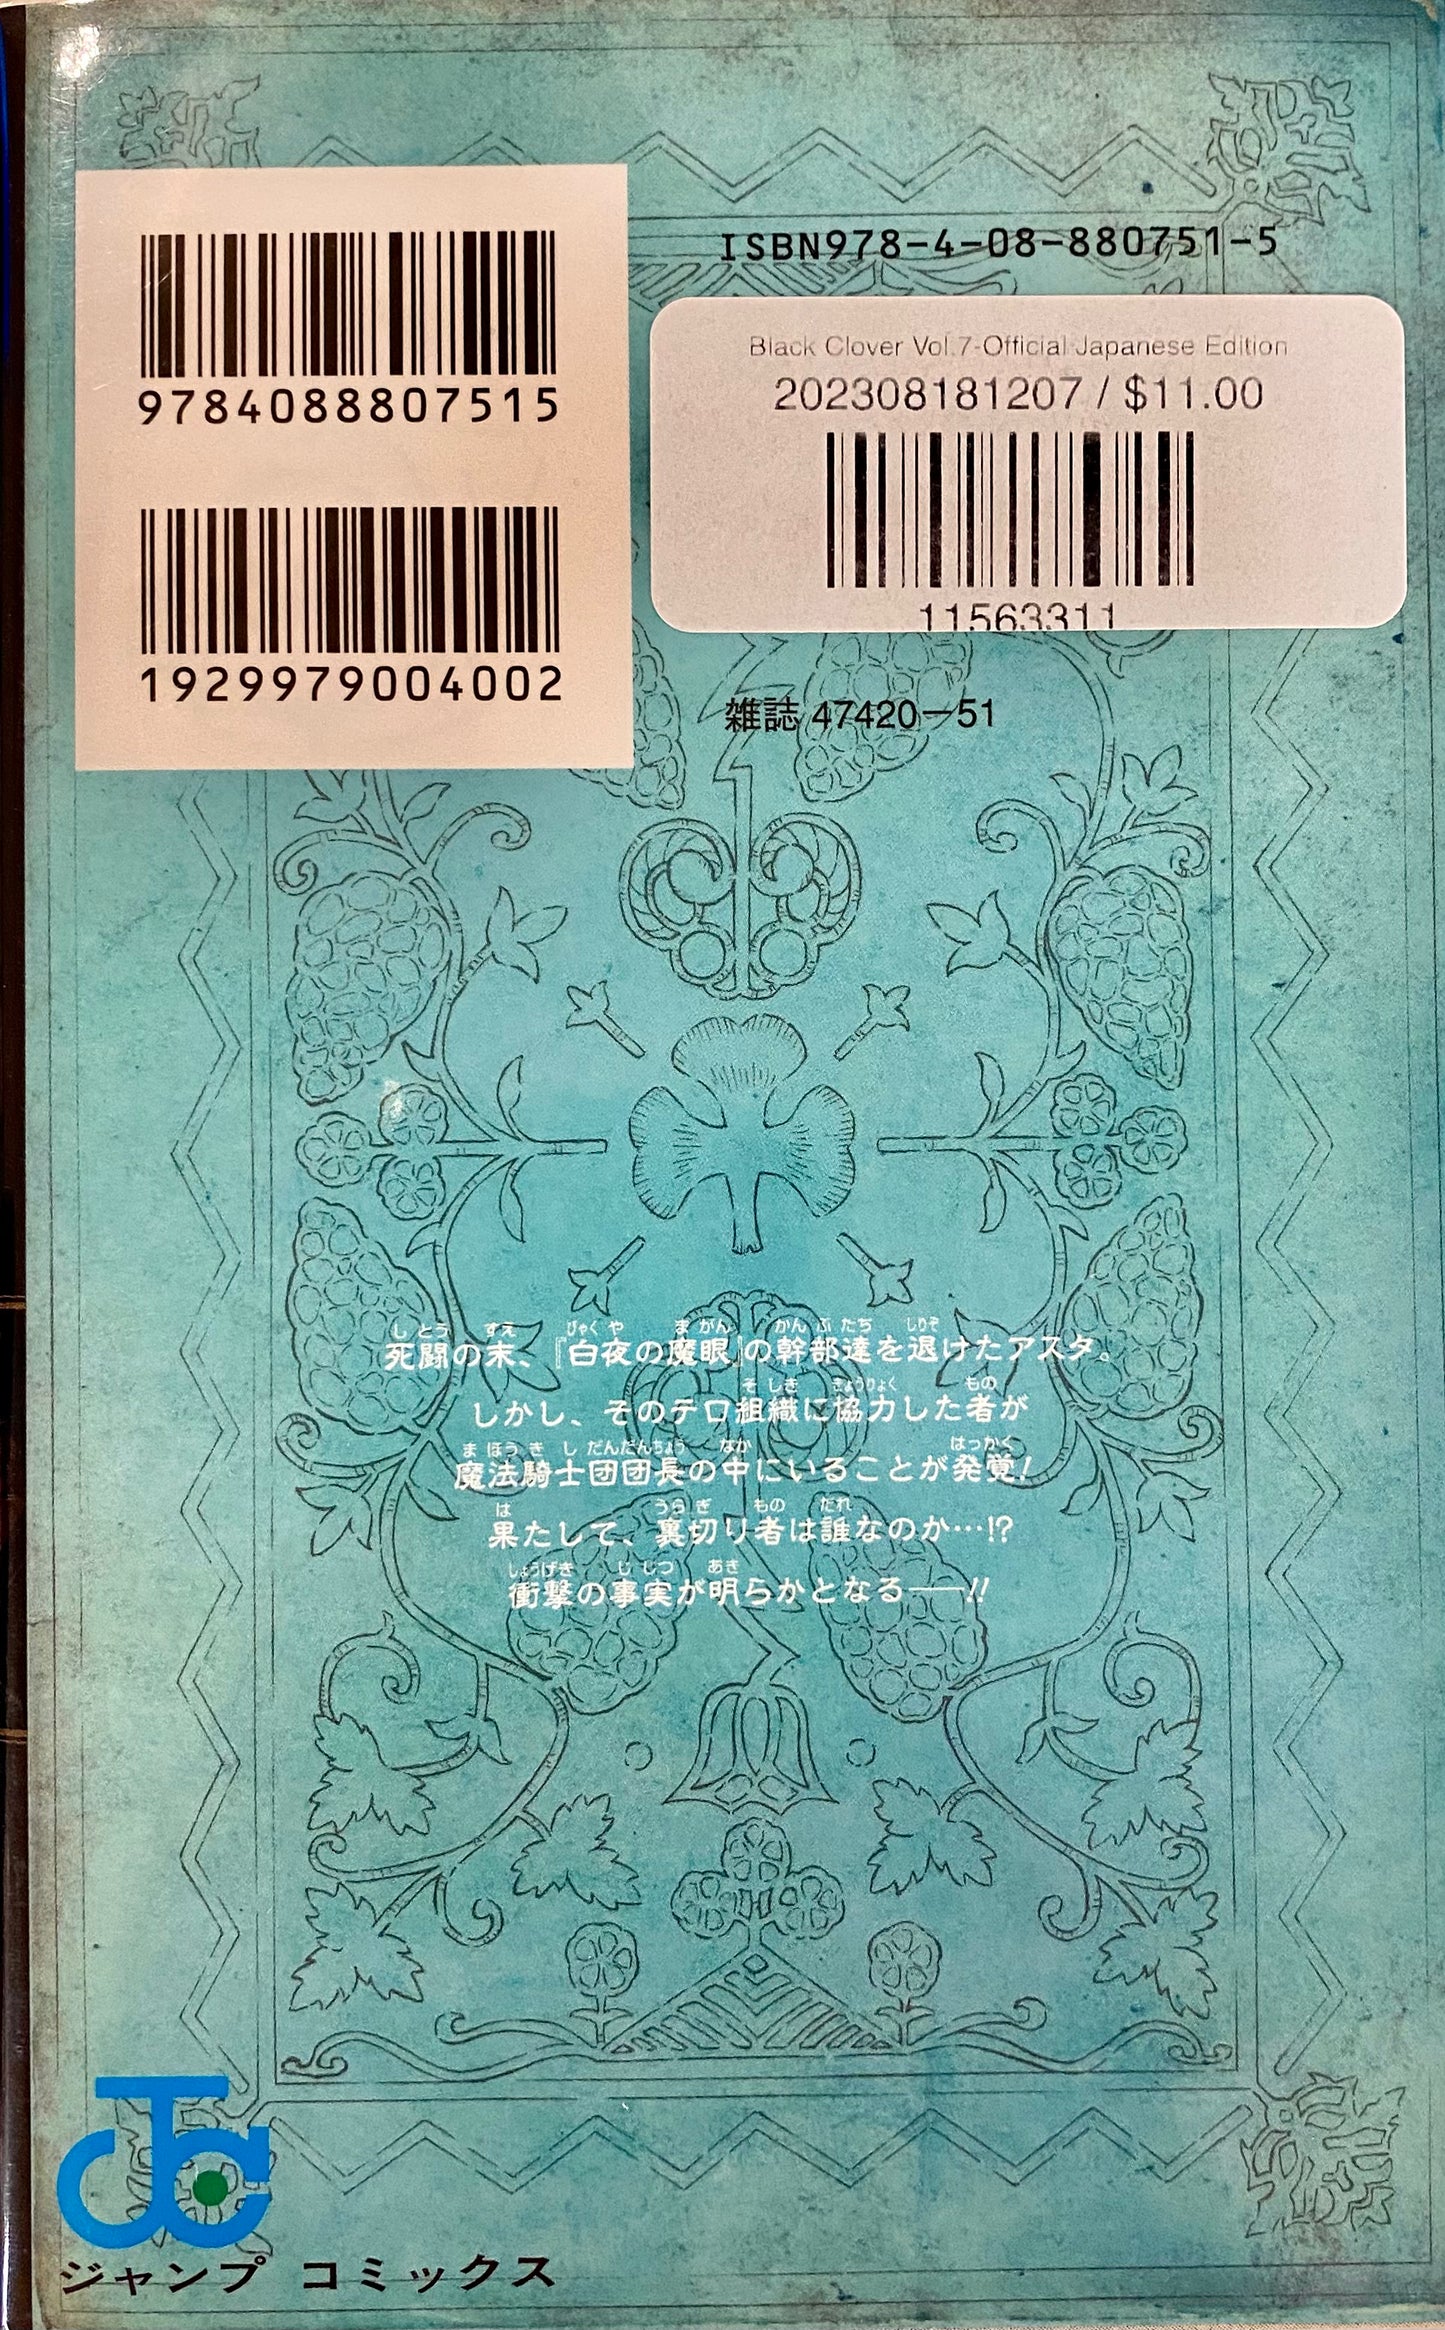 ISBN978-4-08-880751-5
9784088807515
1929979004002
Black Clover Vol.7-Official Japanese Edition
202308181207 / $11.00
11563311
雑誌 47420-51
死闘の末、『白夜の魔眼』の幹部達を退けたアスタ。
しかし、そのテロ組織に協力した者が
魔法騎士団団長の中にいることが発覚!
果たして、裏切り者は誰なのか…!?
衝撃の事実が明らかとなる──!!
JC
ジャンプ コミックス